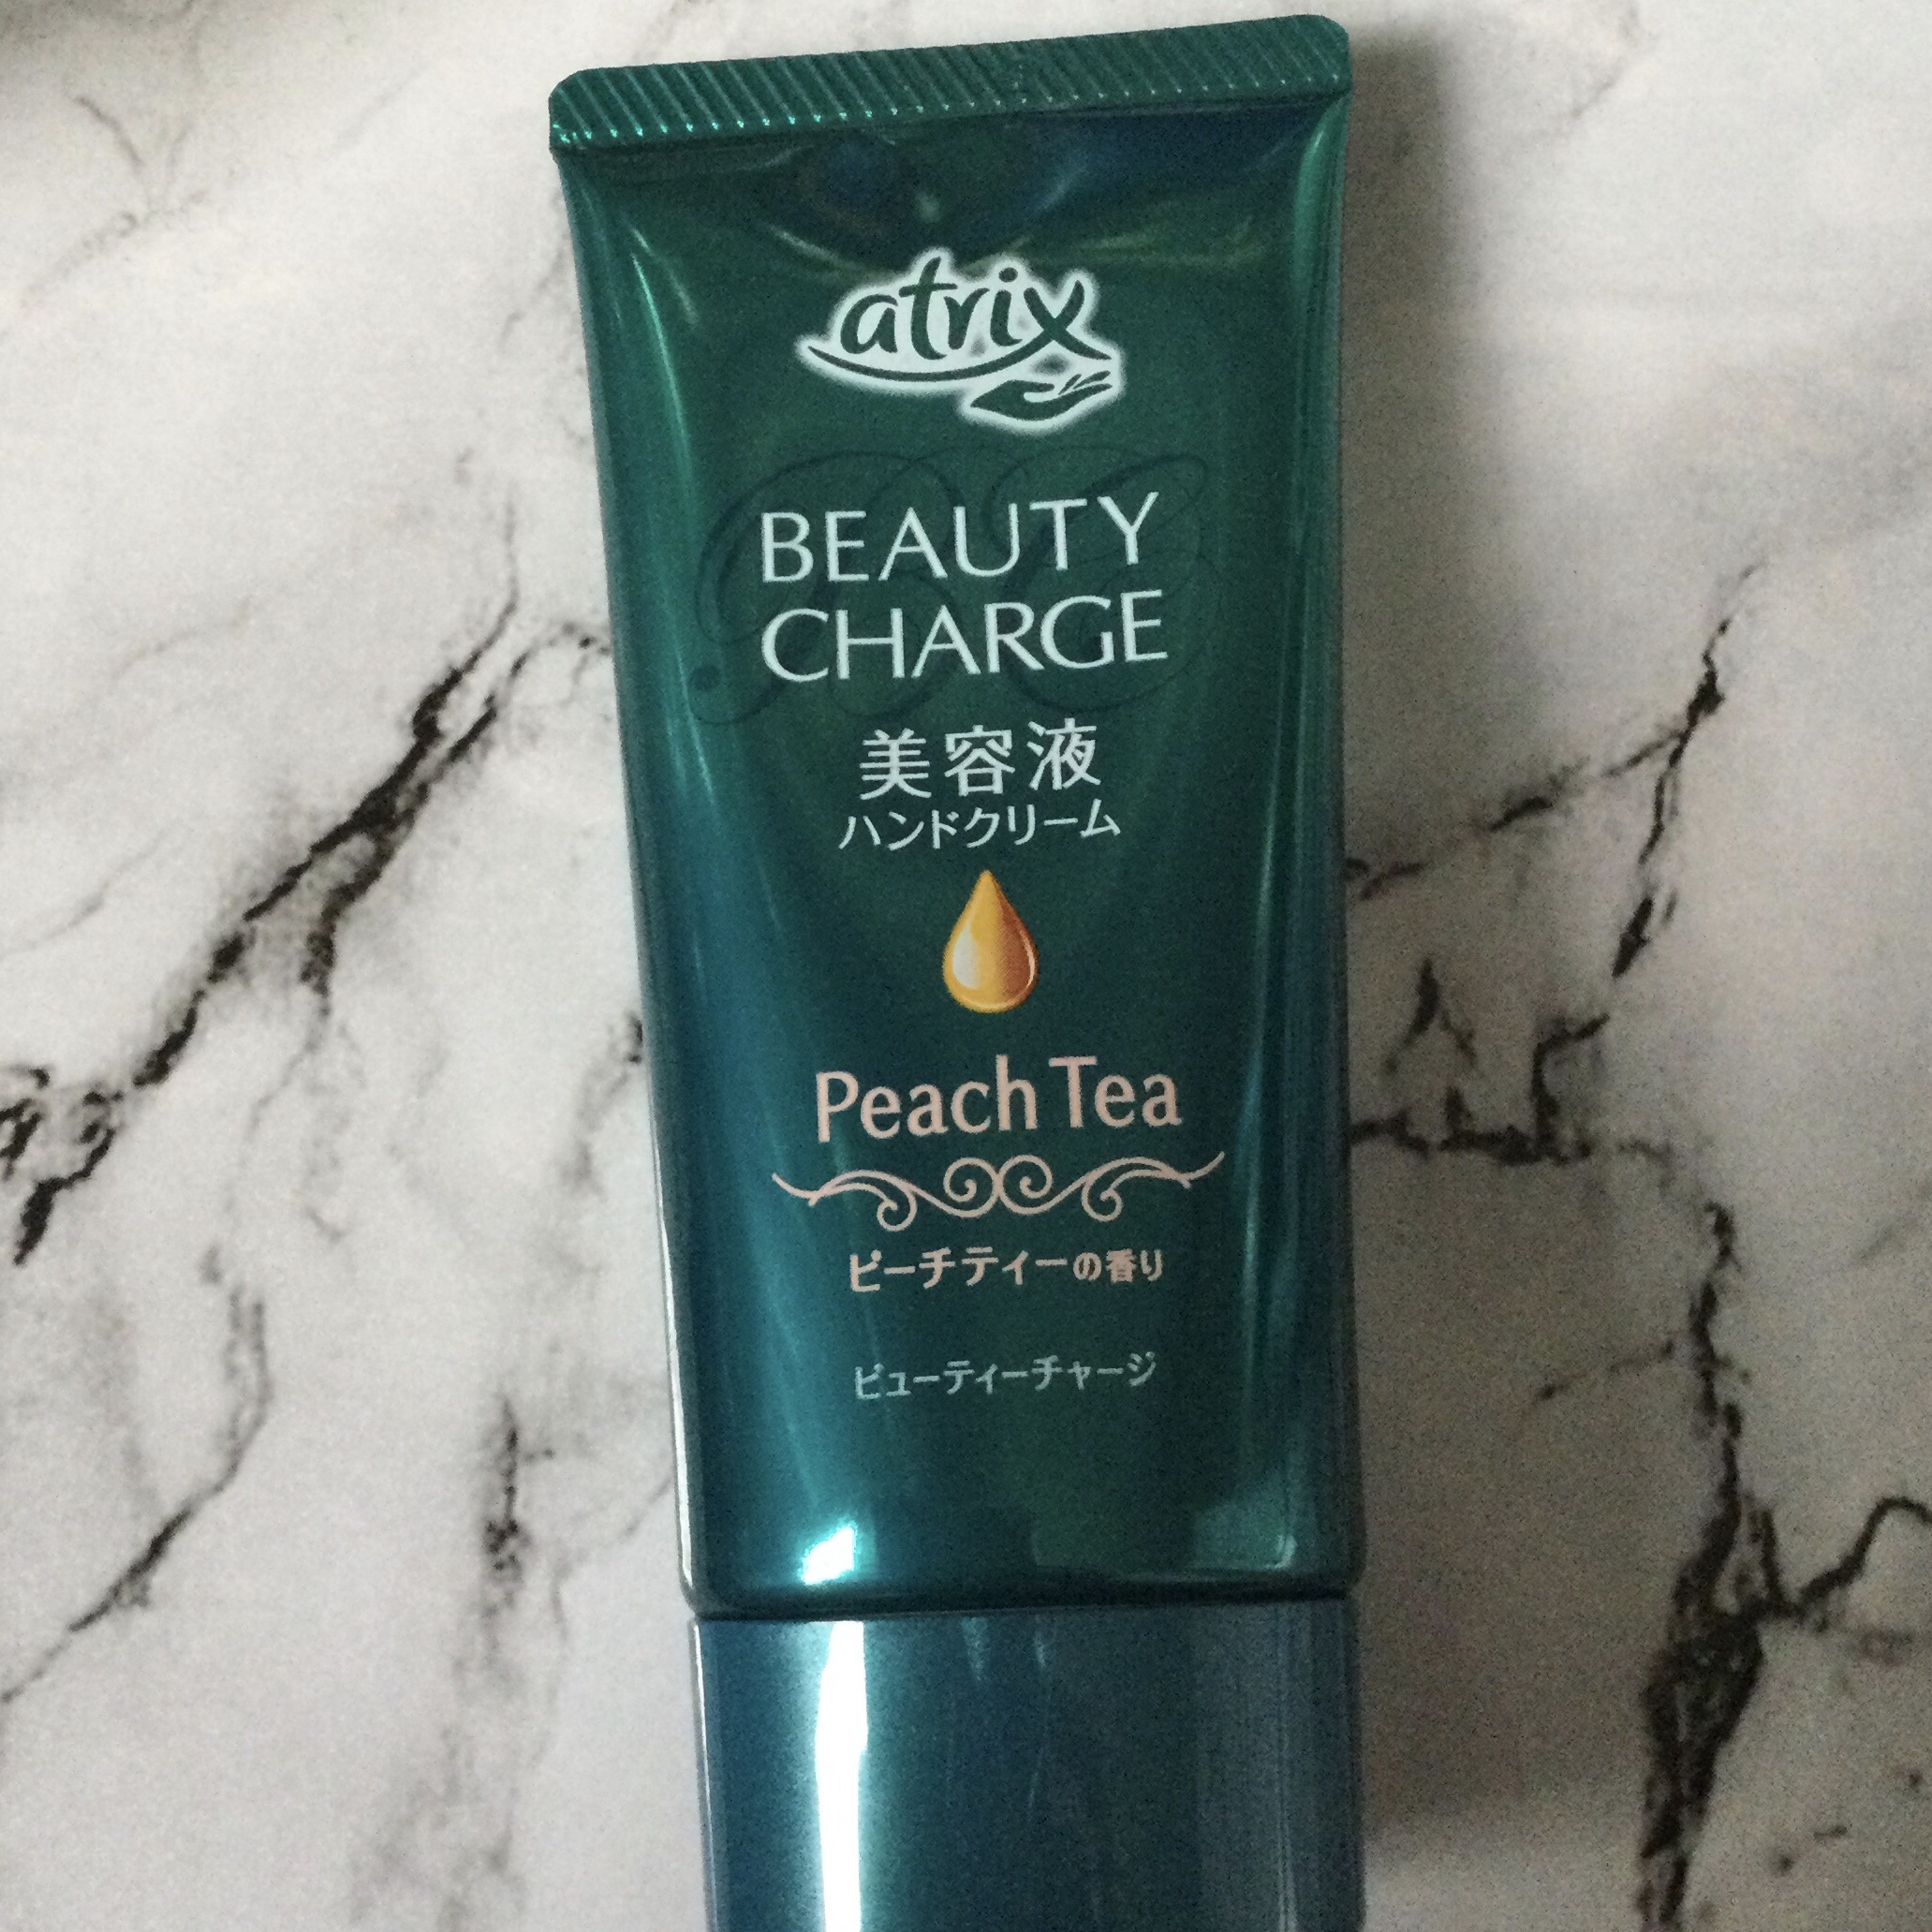 atrix
BEAUTY
CHARGE
美容液
ハンドクリーム
Peach Tea
ピーチティーの香り
ビューティーチャージ